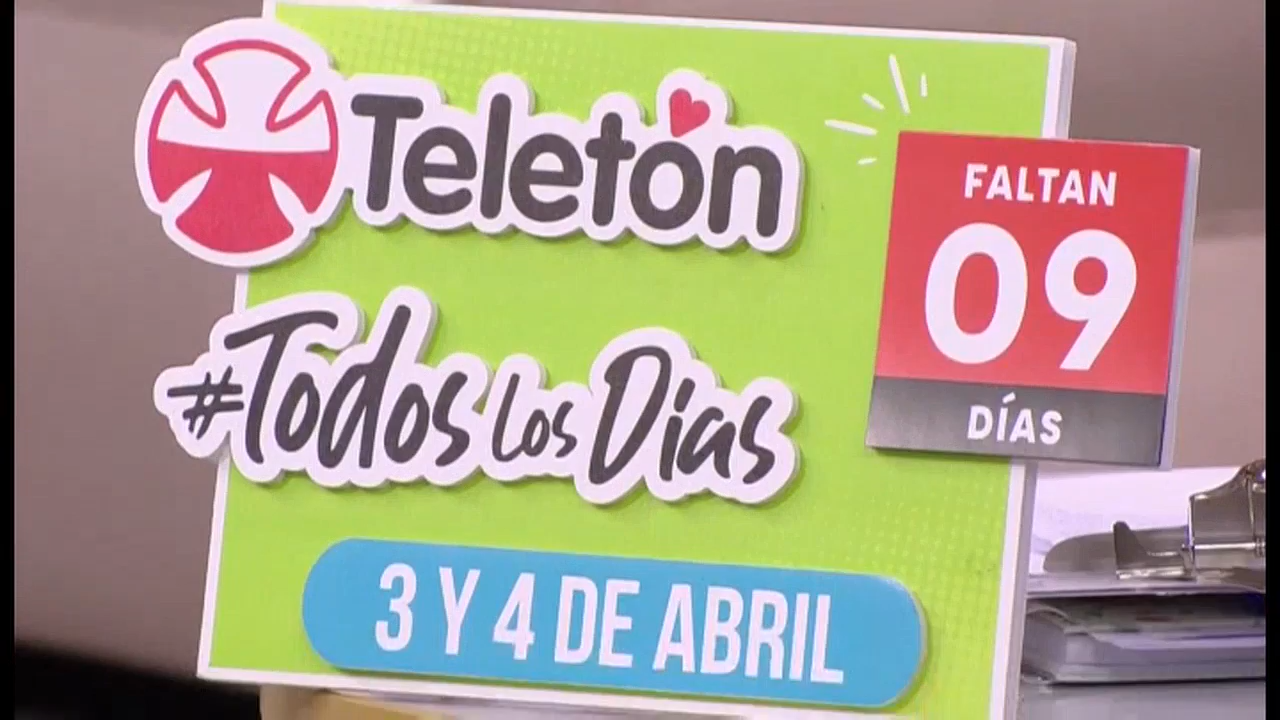 Teletón
#Todos los Días
3 Y 4 DE ABRIL
FALTAN
09
DÍAS